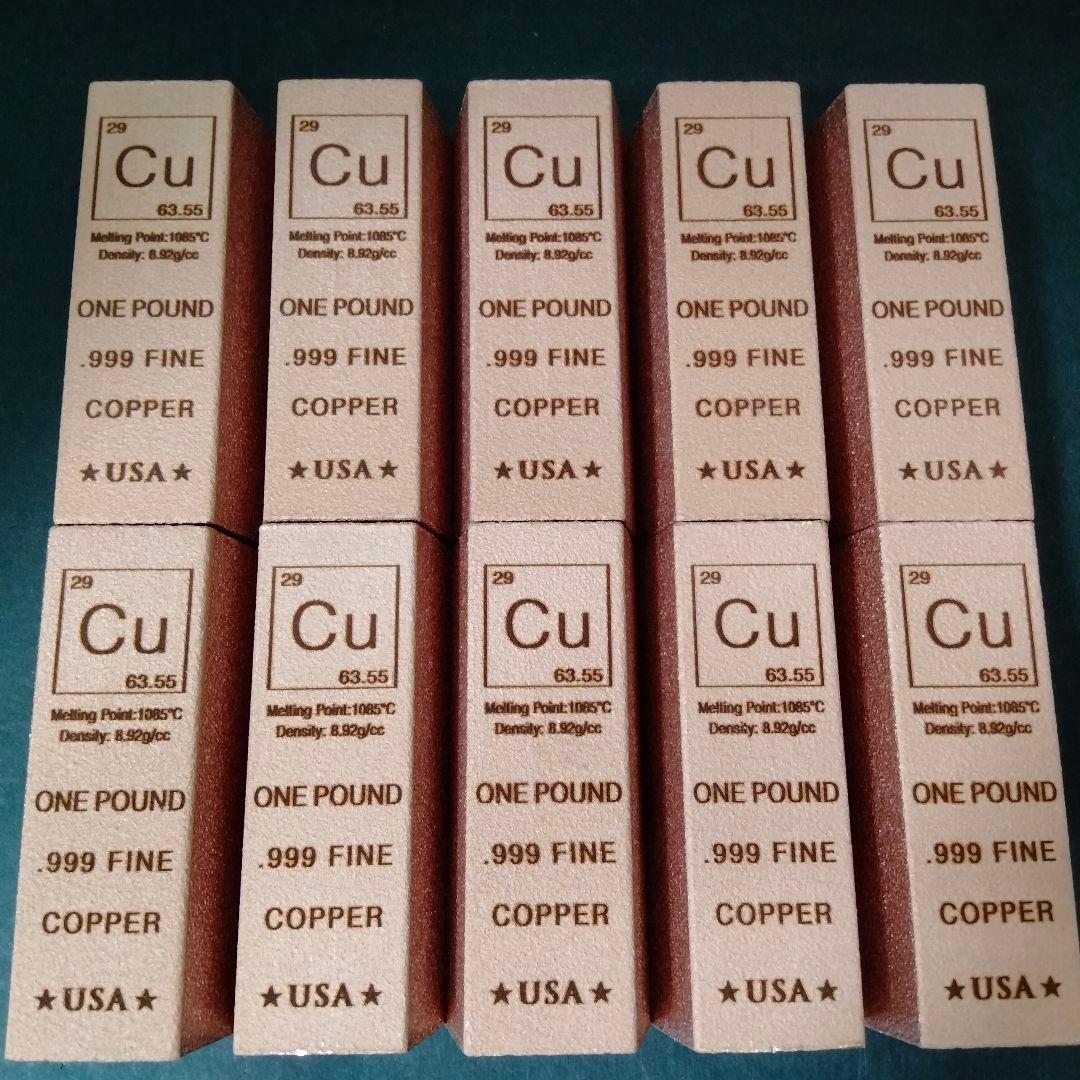 29
Cu
63.55
Melting Point:1085°C
Density: 8.92g/cc
ONE POUND
.999 FINE
COPPER
★USA★
29
Cu
63.55
Melting Point:1085°C
Density: 8.92g/cc
ONE POUND
.999 FINE
COPPER
★USA★
29
Cu
63.55
Melting Point:1085°C
Density: 8.92g/cc
ONE POUND
.999 FINE
COPPER
★USA★
29
Cu
63.55
Melting Point:1085°C
Density: 8.92g/cc
ONE POUND
.999 FINE
COPPER
★USA★
29
Cu
63.55
Melting Point:1085°C
Density: 8.92g/cc
ONE POUND
.999 FINE
COPPER
★USA★
29
Cu
63.55
Melting Point:1085°C
Density: 8.92g/cc
ONE POUND
.999 FINE
COPPER
★USA★
29
Cu
63.55
Melting Point:1085°C
Density: 8.92g/cc
ONE POUND
.999 FINE
COPPER
★USA★
29
Cu
63.55
Melting Point:1085°C
Density: 8.92g/cc
ONE POUND
.999 FINE
COPPER
★USA★
29
Cu
63.55
Melting Point:1085°C
Density: 8.92g/cc
ONE POUND
.999 FINE
COPPER
★USA★
29
Cu
63.55
Melting Point:1085°C
Density: 8.92g/cc
ONE POUND
.999 FINE
COPPER
★USA★